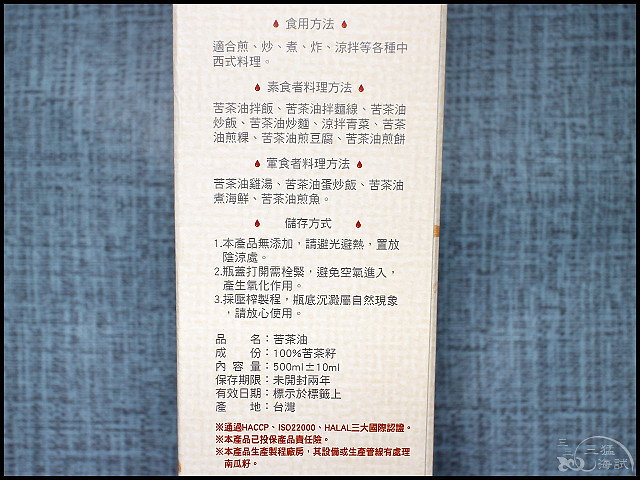 食用方法
適合煎、炒、煮、炸、涼拌等各種中
西式料理。
素食者料理方法
苦茶油拌飯、苦茶油拌麵線、苦茶油
炒飯、苦茶油炒麵、涼拌青菜、苦茶
油煎粿、苦茶油煎豆腐、苦茶油煎餅
葷食者料理方法
苦茶油雞湯、苦茶油蛋炒飯、苦茶油
煮海鮮、苦茶油煎魚。
儲存方式
1.本產品無添加，請避光避熱，置放
陰涼處。
2.瓶蓋打開需栓緊，避免空氣進入，
產生氧化作用。
3.採壓榨製程，瓶底沉澱屬自然現象
，請放心使用。
品 名：苦茶油
成 份：100%苦茶籽
內 容 量：500ml±10ml
保存期限：未開封兩年
有效日期：標示於標籤上
產 地：台灣
※通過HACCP、ISO22000、HALAL三大國際認證。
※本產品已投保產品責任險。
※本產品生產製程廠房，其設備或生產管線有處理
南瓜籽。
三猛
海試